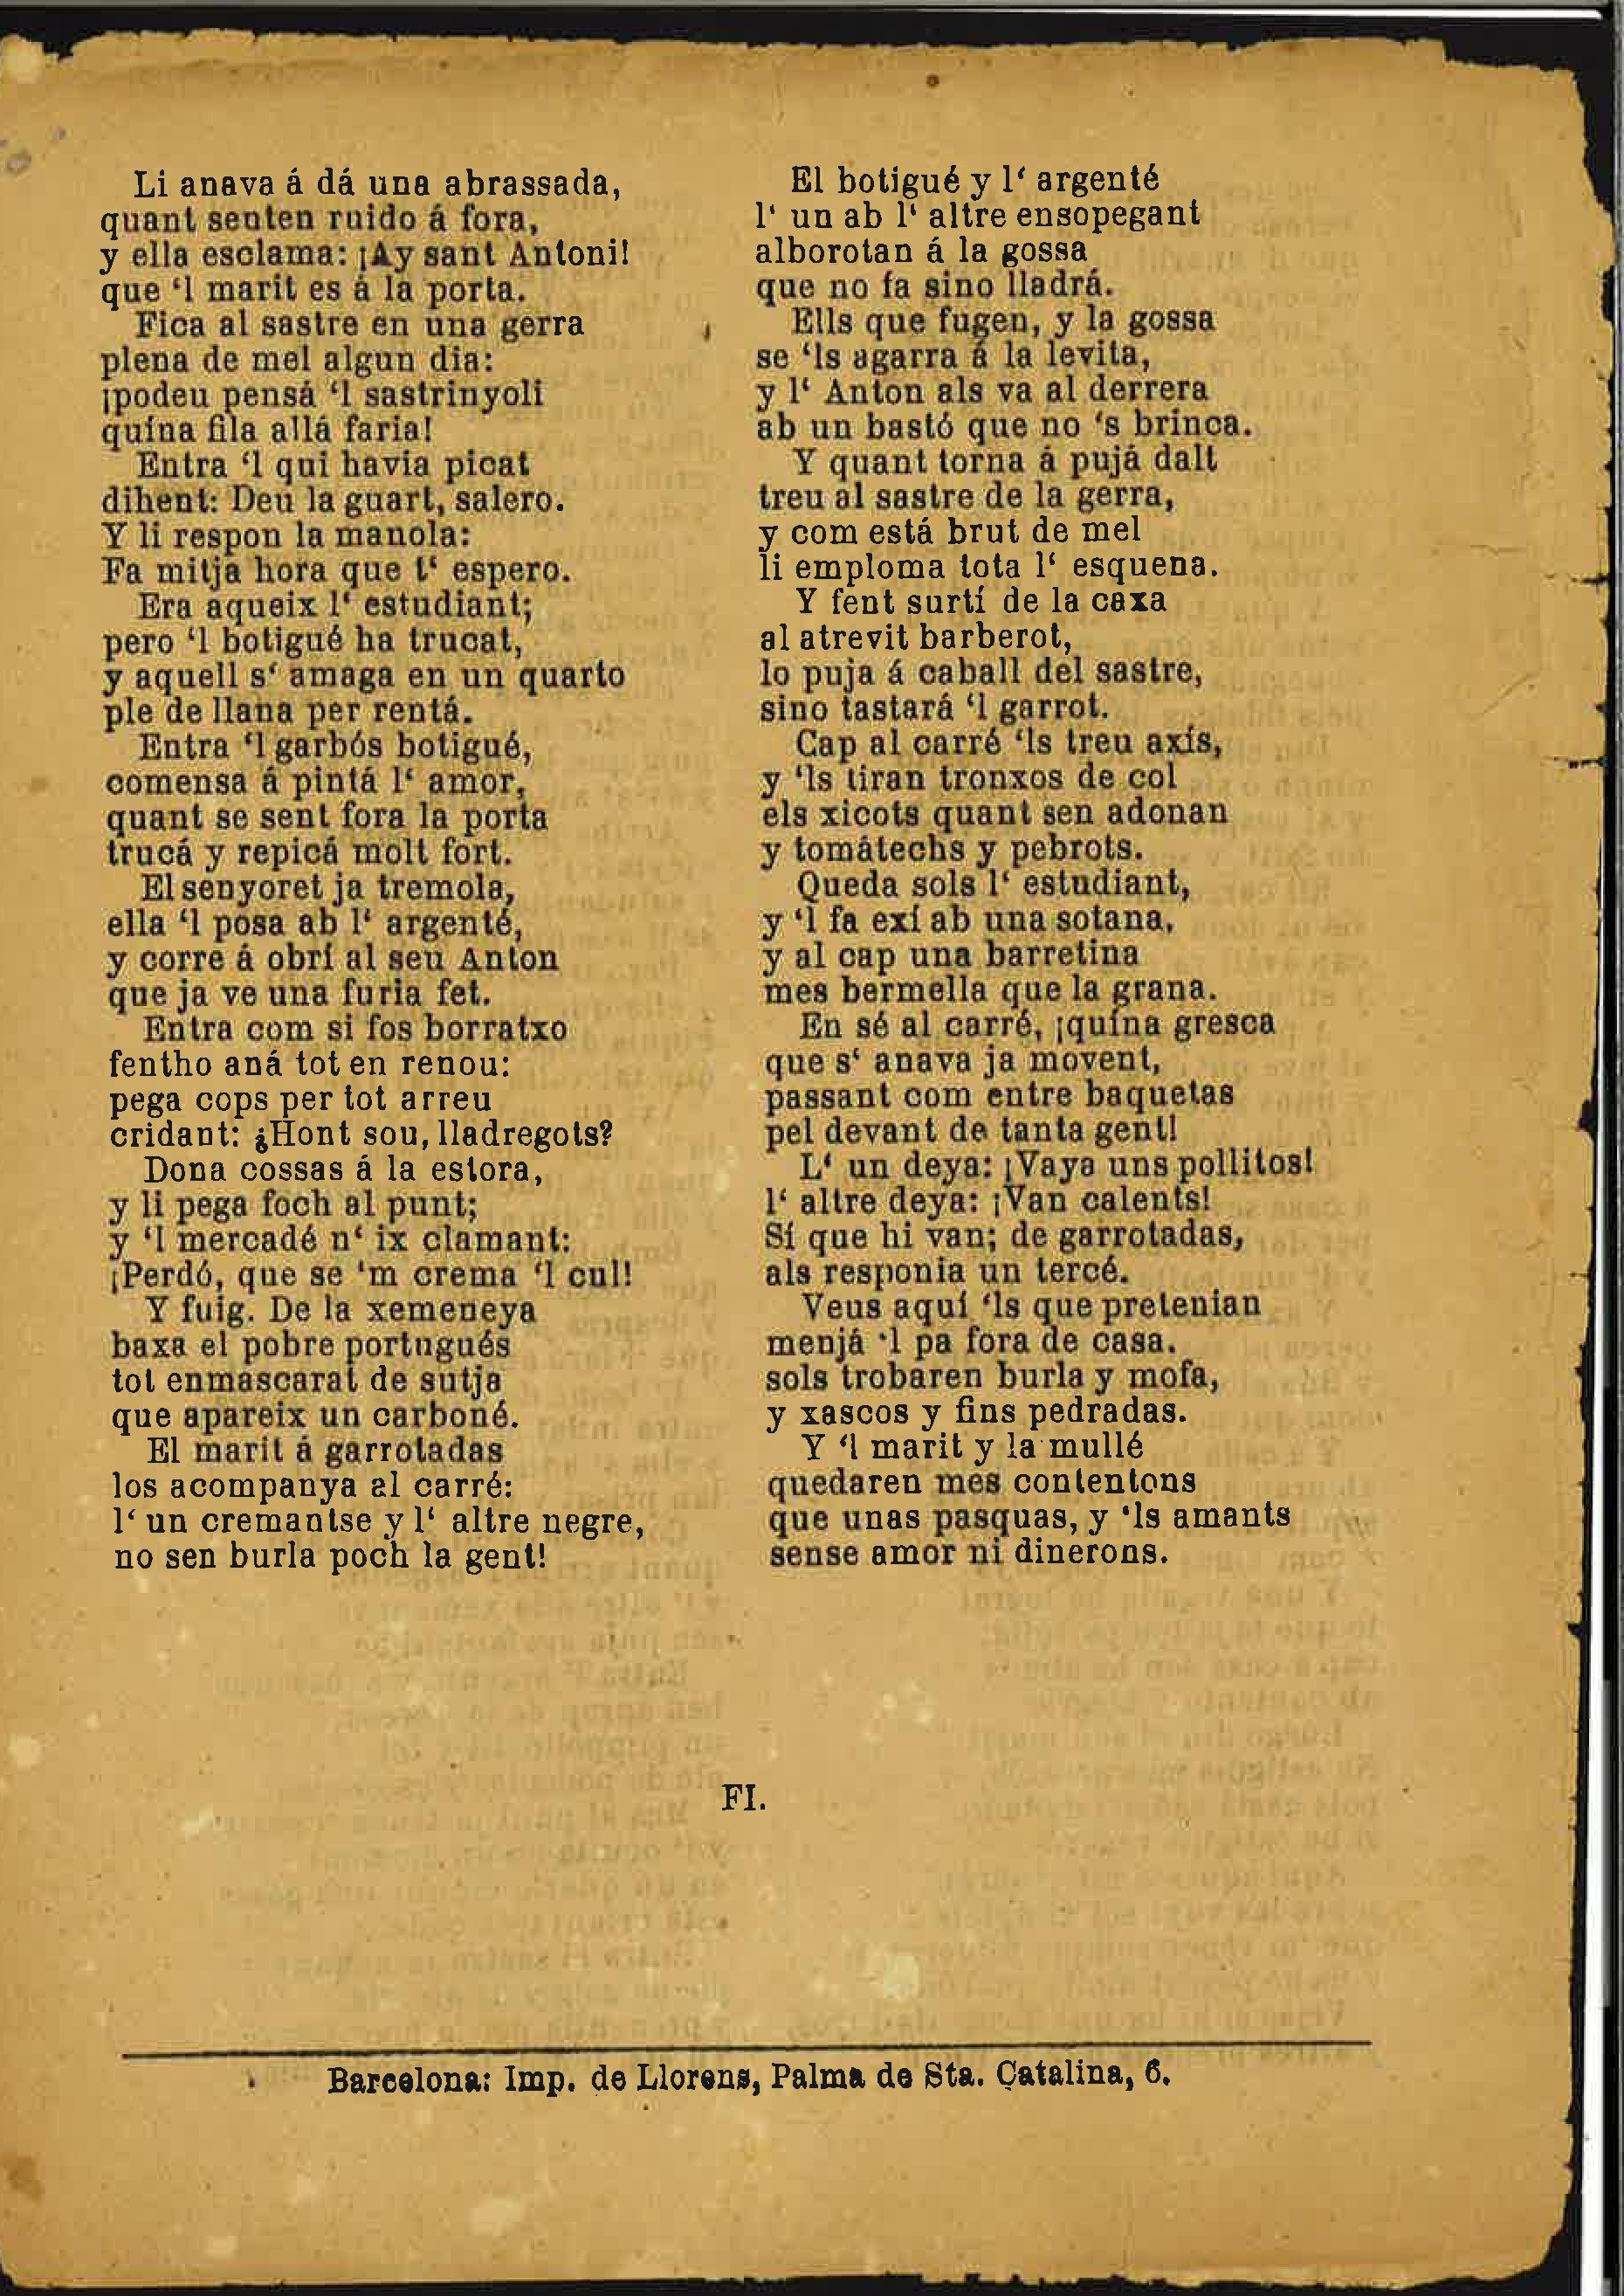 Li anava á dá una abrassada,
quant senten ruido á fora,
y ella esclama: ¡Ay sant Antoni!
que ‘l marit es á la porta.
Fica al sastre en una gerra
plena de mel algun dia:
¡podeu pensá ‘l sastrinyoli
quína fila allá faria!
Entra ‘l qui havia picat
dihent: Deu la guart, salero.
Y li respon la manola:
Fa mitja hora que t‘ espero.
Era aqueix l‘ estudiant;
pero ‘l botigué ha trucat,
y aquell s‘ amaga en un quarto
ple de llana per rentá.
Entra ‘l garbós botigué,
comensa á pintá l‘ amor,
quant se sent fora la porta
trucá y repicá molt fort.
El senyoret ja tremola,
ella ‘l posa ab l‘ argenté,
y corre á obrí al seu Anton
que ja ve una furia fet.
Entra com si fos borratxo
fentho aná tot en renou:
pega cops per tot arreu
cridant: ¿Hont sou, lladregots?
Dona cossas á la estora,
y li pega foch al punt;
y ‘l mercadé n‘ ix clamant:
¡Perdó, que se ‘m crema ‘l cul!
Y fuig. De la xemeneya
baxa el pobre portugués
tot enmascarat de sutja
que apareix un carboné.
El marit á garrotadas
los acompanya al carré:
l‘ un cremantse y l‘ altre negre,
no sen burla poch la gent!
El botigué y l‘ argenté
l‘ un ab l‘ altre ensopegant
alborotan á la gossa
que no fa sino lladrá.
Ells que fugen, y la gossa
se ‘ls agarra á la levita,
y l‘ Anton als va al derrera
ab un bastó que no ‘s brinca.
Y quant torna á pujá dalt
treu al sastre de la gerra,
y com está brut de mel
li emploma tota l‘ esquena.
Y fent surtí de la caxa
al atrevit barberot,
lo puja á caball del sastre,
sino tastará ‘l garrot.
Cap al carré ‘ls treu axís,
y ‘ls tiran tronxos de col
els xicots quant sen adonan
y tomátechs y pebrots.
Queda sols l‘ estudiant,
y ‘l fa exí ab una sotana,
y al cap una barretina
mes bermella que la grana.
En sé al carré, ¡quína gresca
que s‘ anava ja movent,
passant com entre baquetas
pel devant de tanta gent!
L‘ un deya: ¡Vaya uns pollitos!
l‘ altre deya: ¡Van calents!
Sí que hi van; de garrotadas,
als responia un tercé.
Veus aquí ‘ls que pretenian
menjá ‘l pa fora de casa.
sols trobaren burla y mofa,
y xascos y fins pedradas.
Y ‘l marit y la mullé
quedaren mes contentons
que unas pasquas, y ‘ls amants
sense amor ni dinerons.
FI.
Barcelona: Imp. de Llorens, Palma de Sta. Catalina, 6.